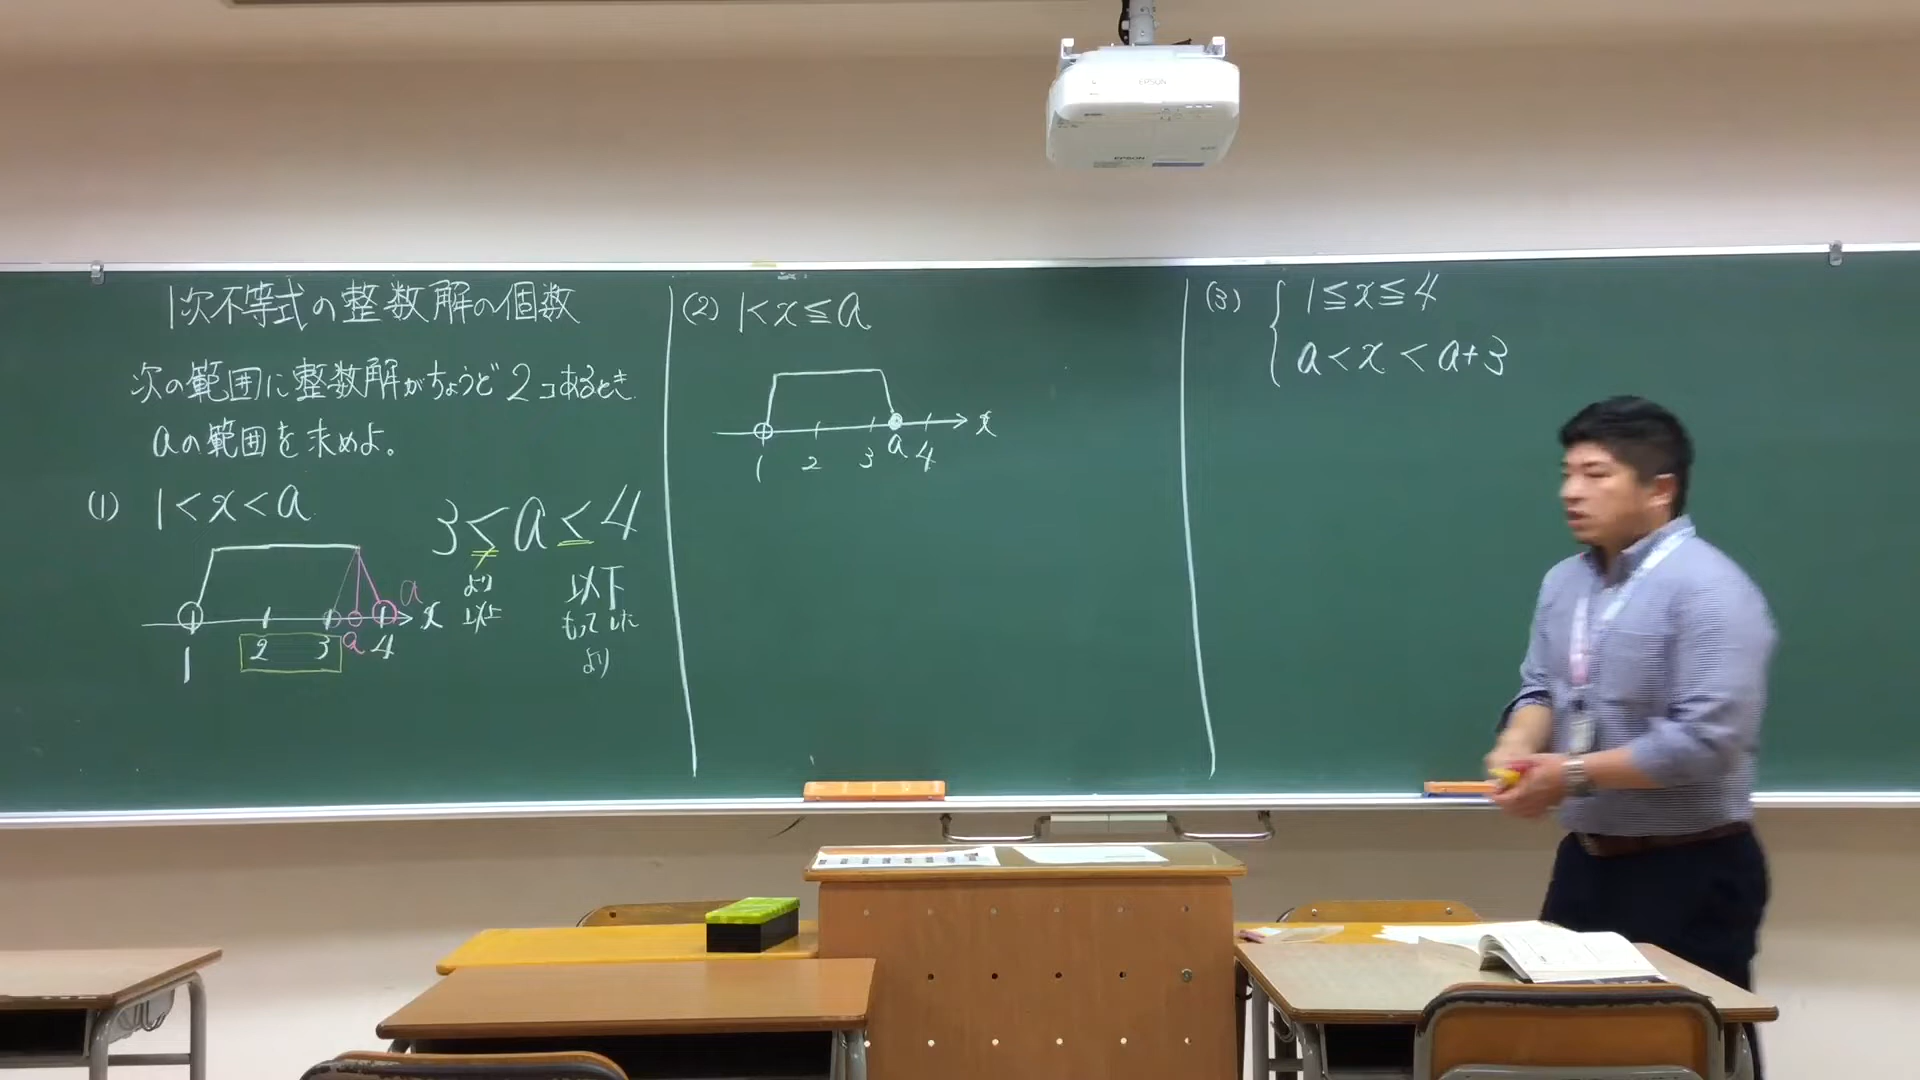 1次不等式の整数解の個数
次の範囲に整数解がちょうど2コあるとき
aの範囲を求めよ。
(1) 1<x<a
3≦a≦4
より 以下
以上 もってした
より
a
x
1 2 3 a 4
(2) 1<x≦a
x
1 2 3 a 4
(3) { 1≦x≦4
a<x<a+3
EPSON
EPSON